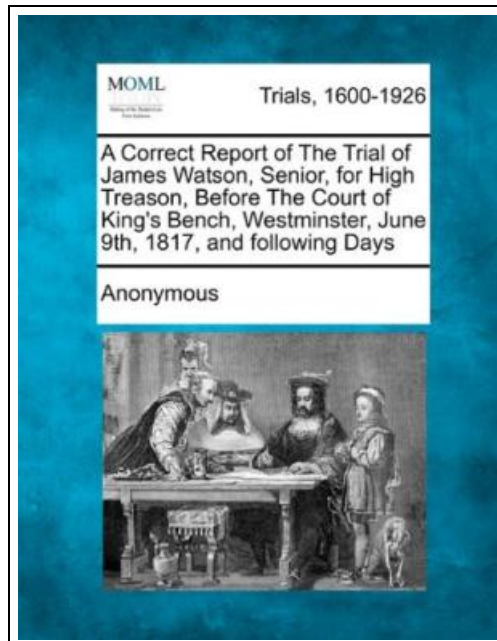 MOML
Trials, 1600-1926
A Correct Report of The Trial of
James Watson, Senior, for High
Treason, Before The Court of
King's Bench, Westminster, June
9th, 1817, and following Days
Anonymous